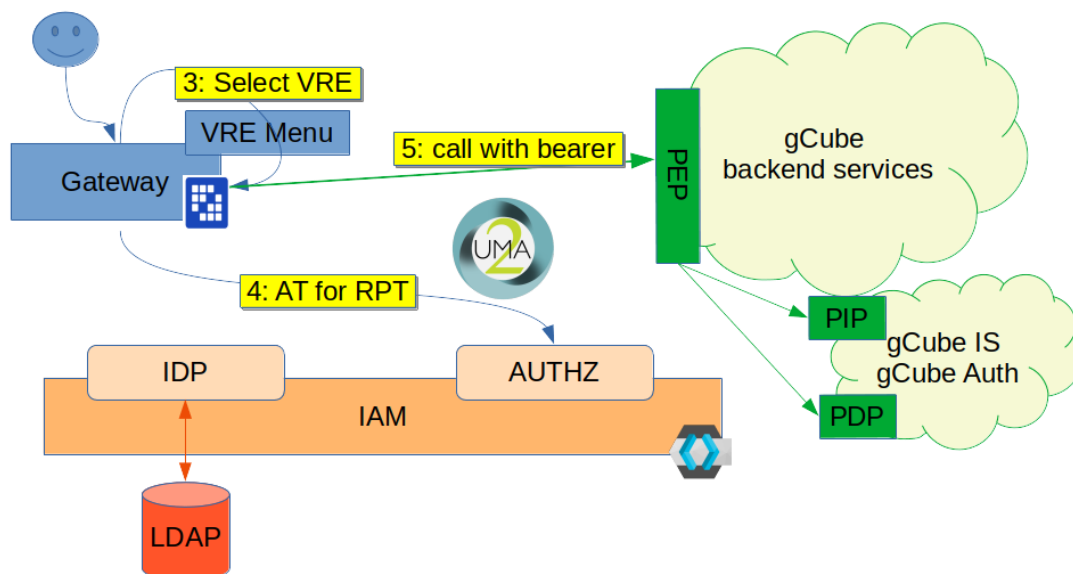 3: Select VRE
VRE Menu
Gateway
5: call with bearer
PEP
gCube
backend services
UMA
2
4: AT for RPT
PIP
gCube IS
gCube Auth
PDP
IDP
AUTHZ
IAM
LDAP